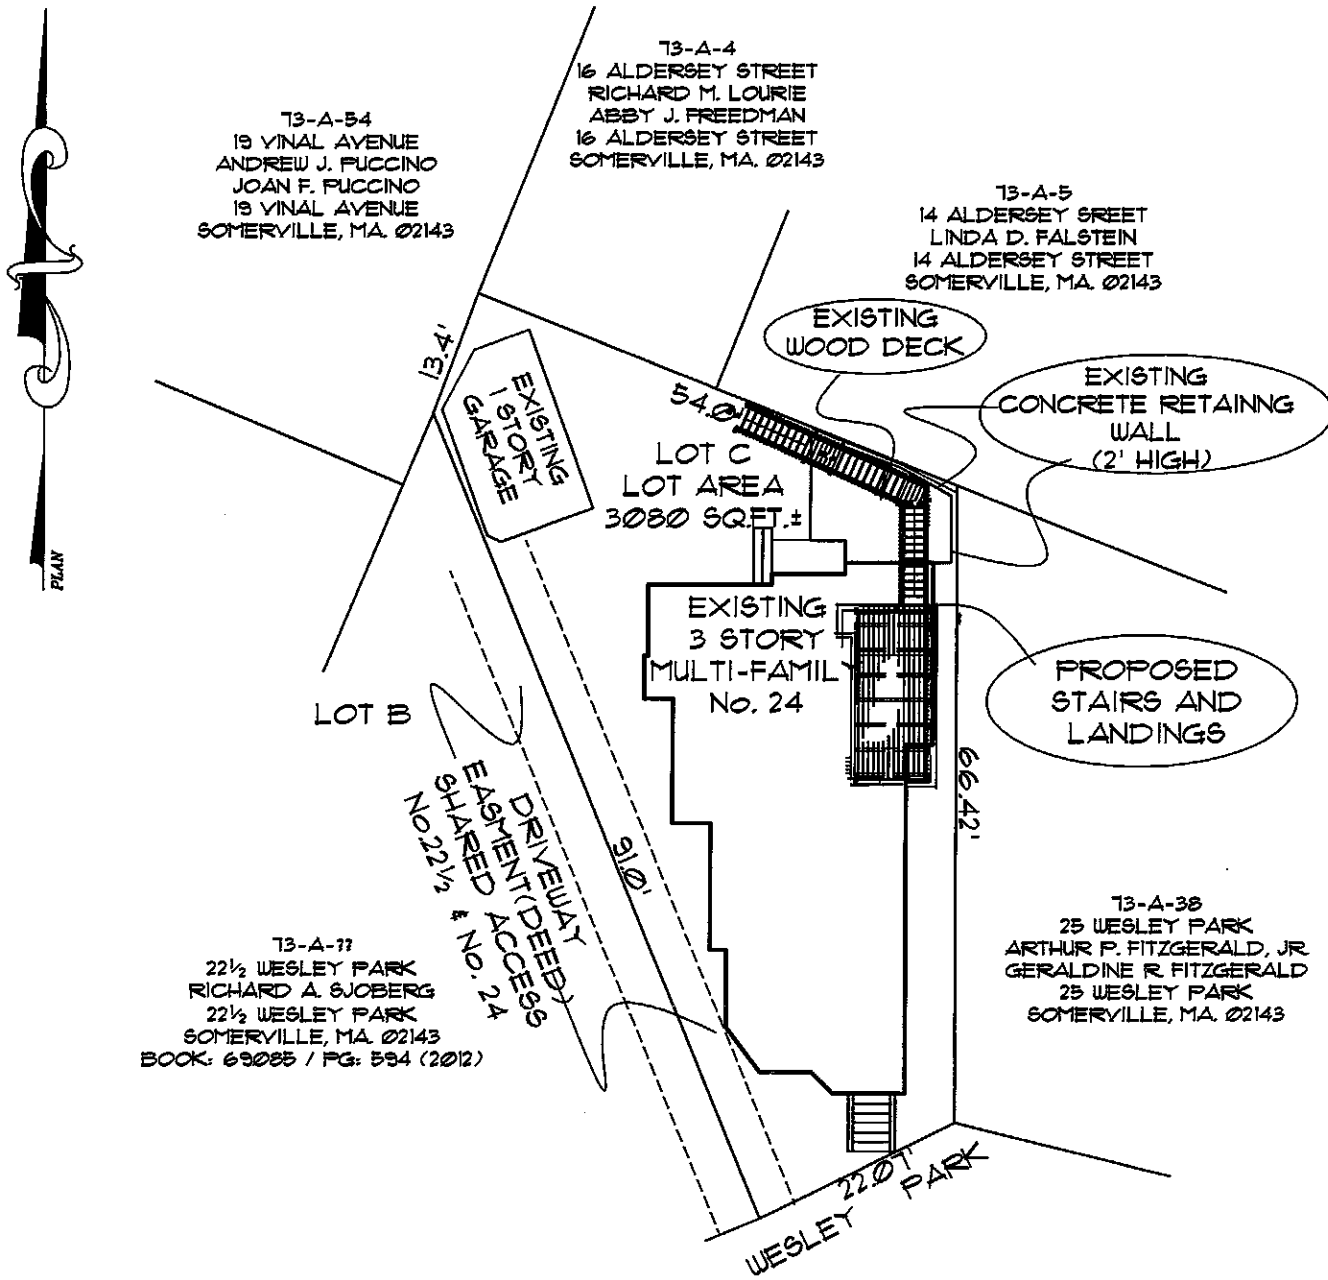 73-A-4
16 ALDERSEY STREET
RICHARD M. LOURIE
ABBY J. FREEDMAN
16 ALDERSEY STREET
SOMERVILLE, MA. 02143
73-A-54
19 VINAL AVENUE
ANDREW J. PUCCINO
JOAN F. PUCCINO
19 VINAL AVENUE
SOMERVILLE, MA. 02143
73-A-5
14 ALDERSEY SREET
LINDA D. FALSTEIN
14 ALDERSEY STREET
SOMERVILLE, MA. 02143
EXISTING
WOOD DECK
EXISTING
CONCRETE RETAINNG
WALL
(2' HIGH)
13.4'
EXISTING
1 STORY
GARAGE
54.0'
LOT C
LOT AREA
3080 SQ.FT.±
PLAN
EXISTING
3 STORY
MULTI-FAMILY
No. 24
PROPOSED
STAIRS AND
LANDINGS
LOT B
66.42'
DRIVEWAY
EASMENT(DEED)
SHARED ACCESS
No.22½ & No. 24
91.0'
73-A-38
25 WESLEY PARK
ARTHUR P. FITZGERALD, JR
GERALDINE R FITZGERALD
25 WESLEY PARK
SOMERVILLE, MA. 02143
73-A-??
22½ WESLEY PARK
RICHARD A. SJOBERG
22½ WESLEY PARK
SOMERVILLE, MA. 02143
BOOK: 69085 / PG: 594 (2012)
22.07'
WESLEY PARK